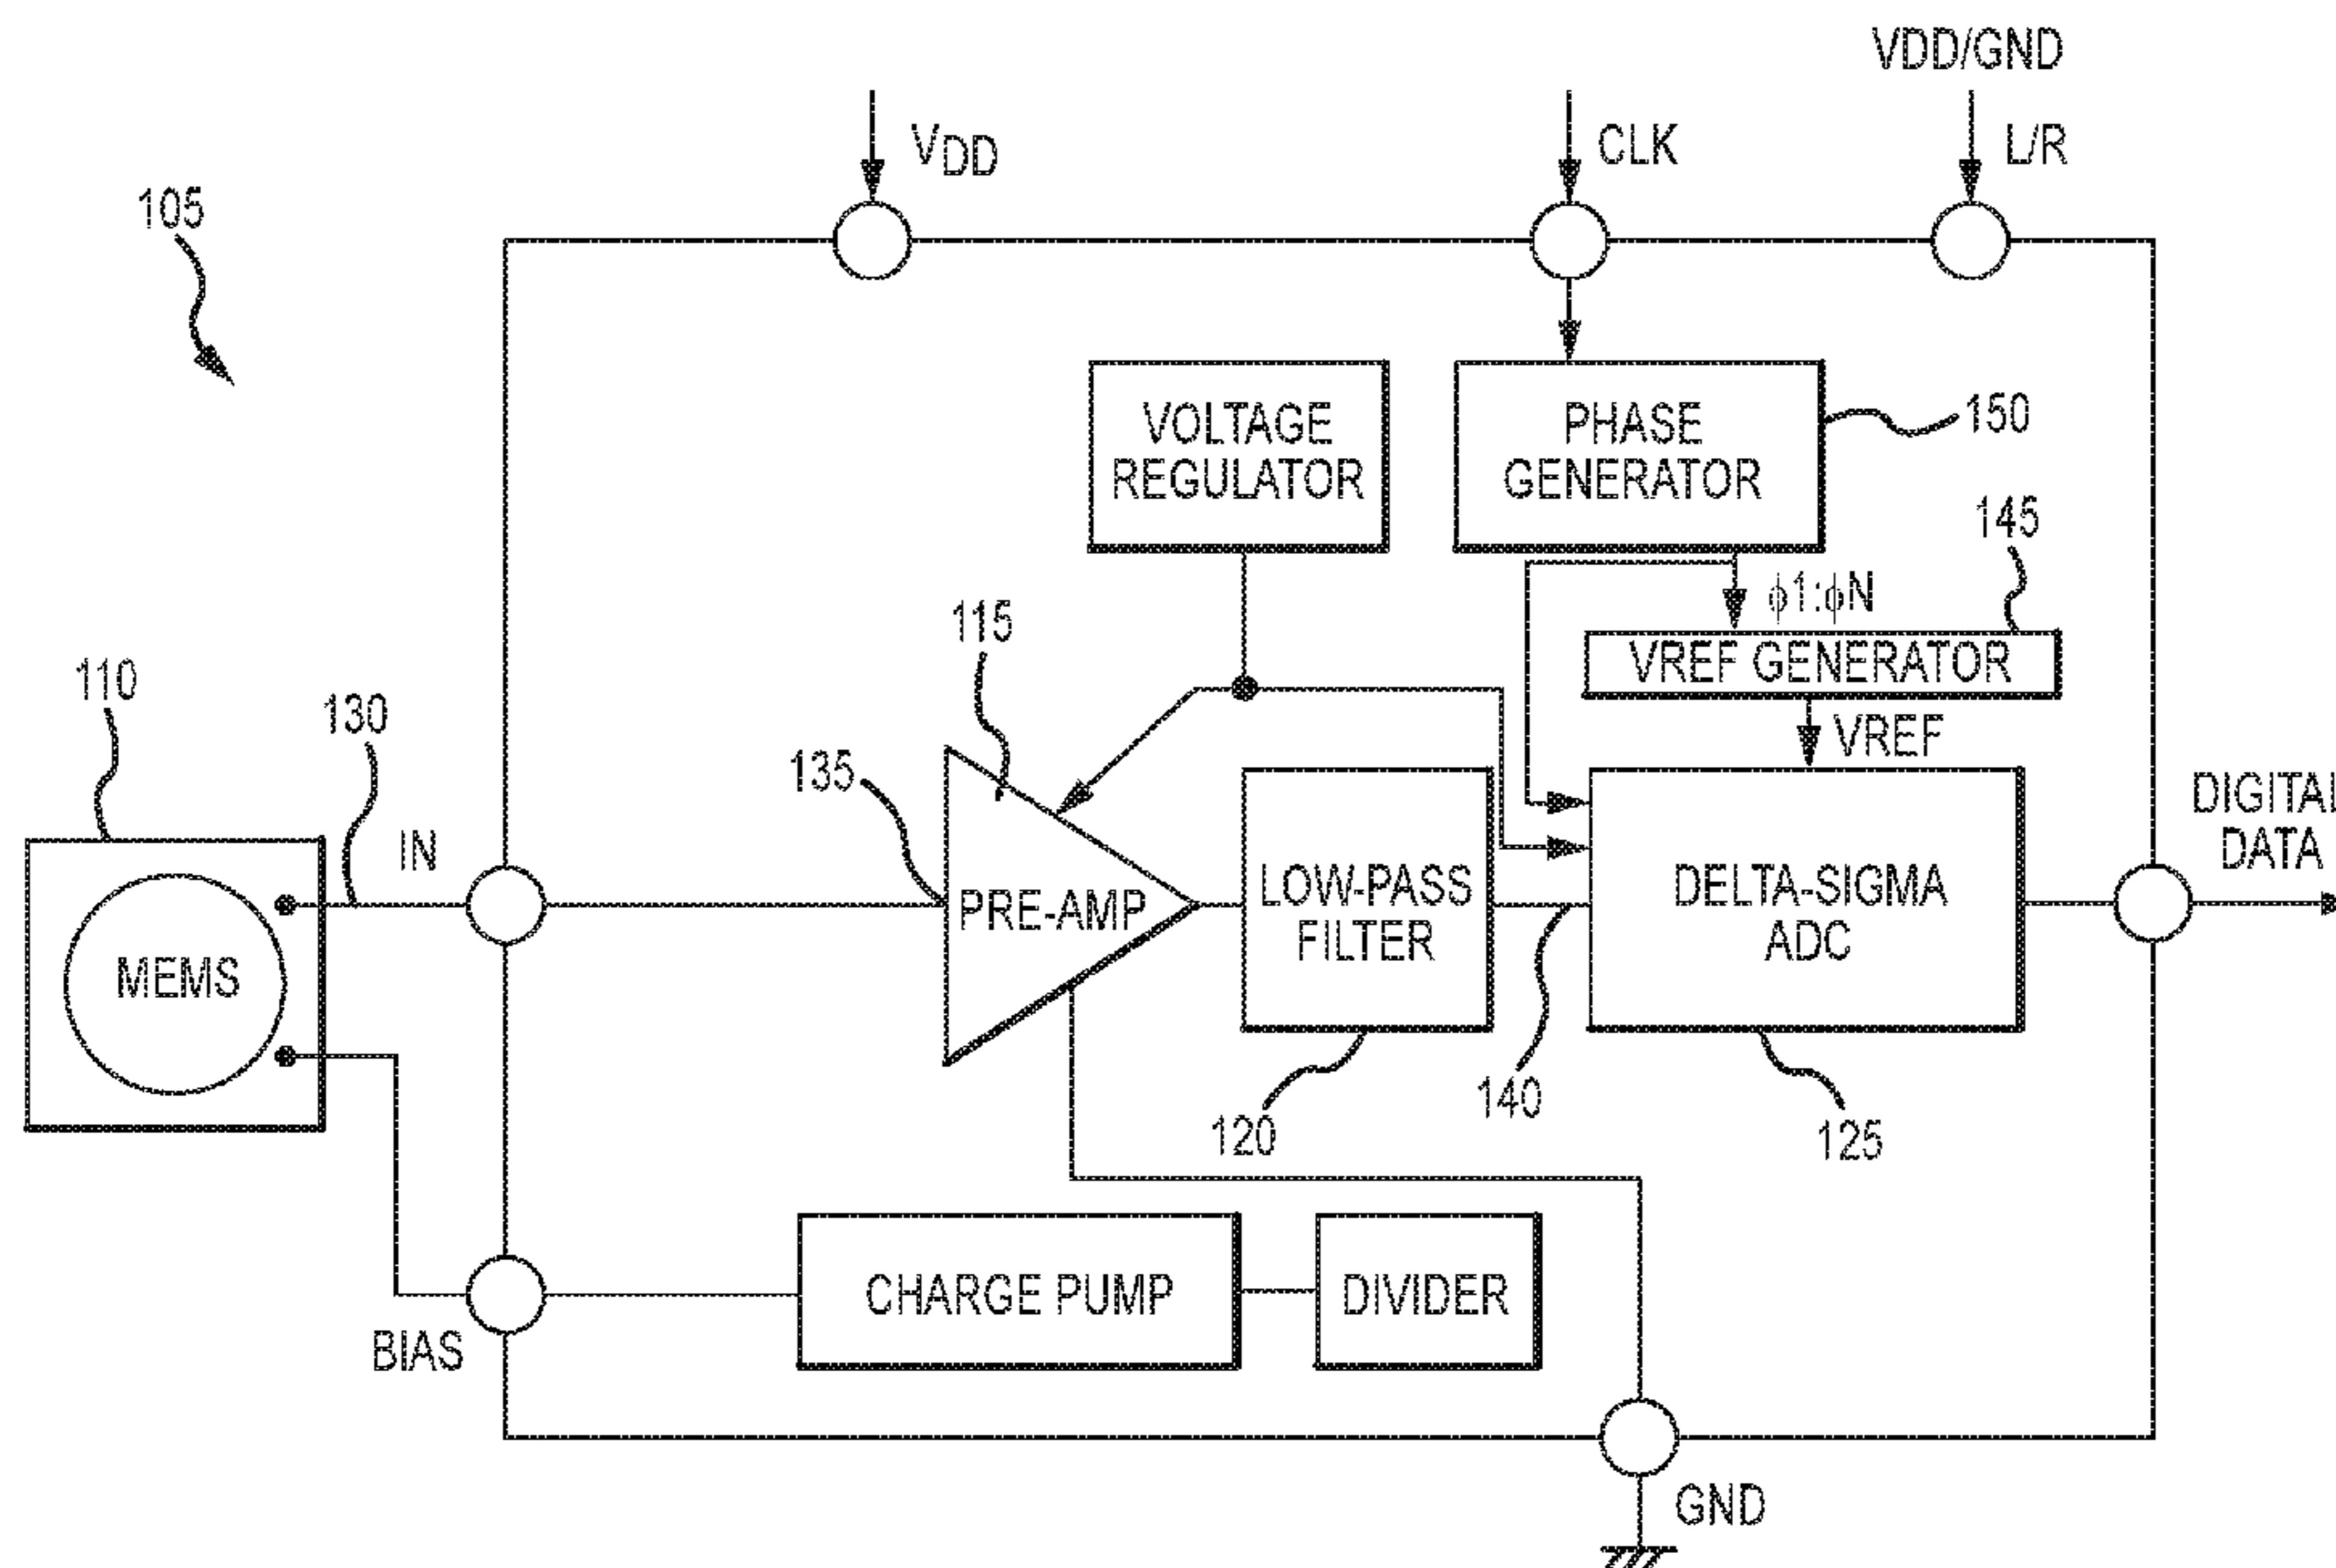 VDD/GND
VDD
CLK
L/R
105
VOLTAGE
REGULATOR
PHASE
GENERATOR
150
145
ϕ1:ϕN
115
VREF GENERATOR
110
130
VREF
135
DIGITAL
DATA
IN
PRE-AMP
LOW-PASS
FILTER
DELTA-SIGMA
ADC
MEMS
140
120
125
CHARGE PUMP
DIVIDER
BIAS
GND